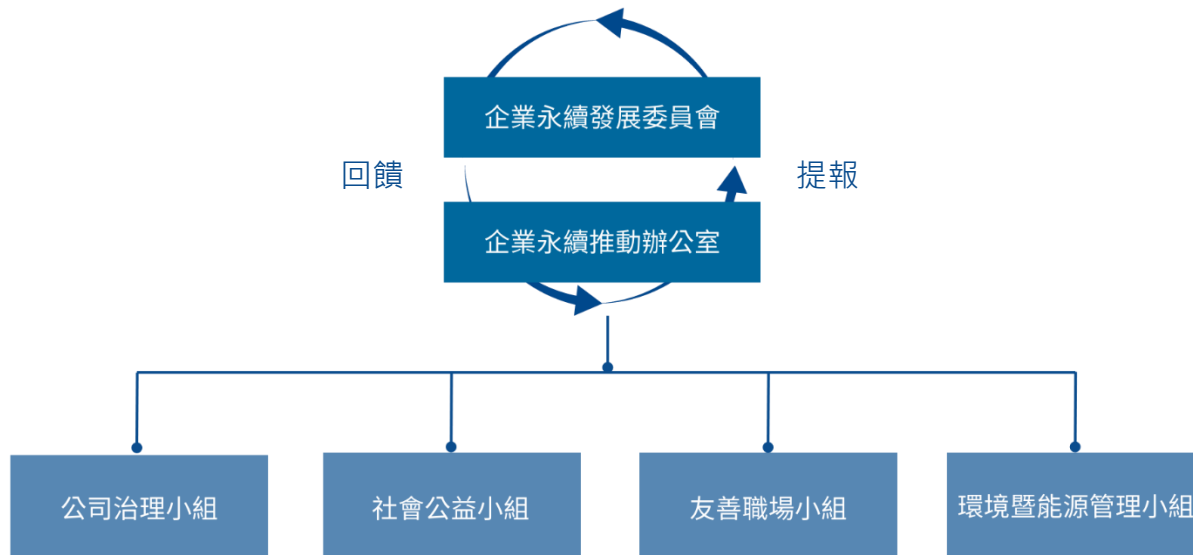 企業永續發展委員會
回饋
提報
企業永續推動辦公室
公司治理小組
社會公益小組
友善職場小組
環境暨能源管理小組